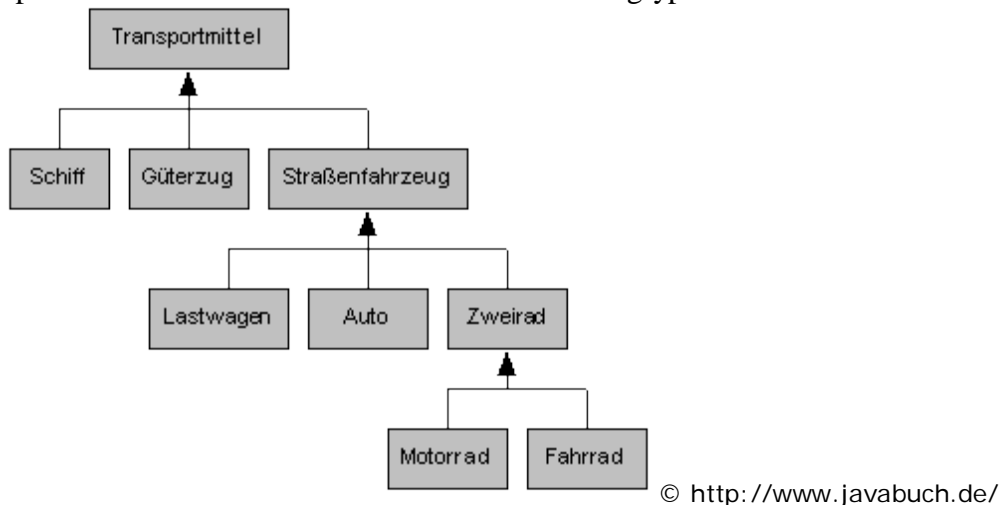 Transportmittel
Schiff Güterzug Straßenfahrzeug
Lastwagen Auto Zweirad
Motorrad Fahrrad
© http://www.javabuch.de/